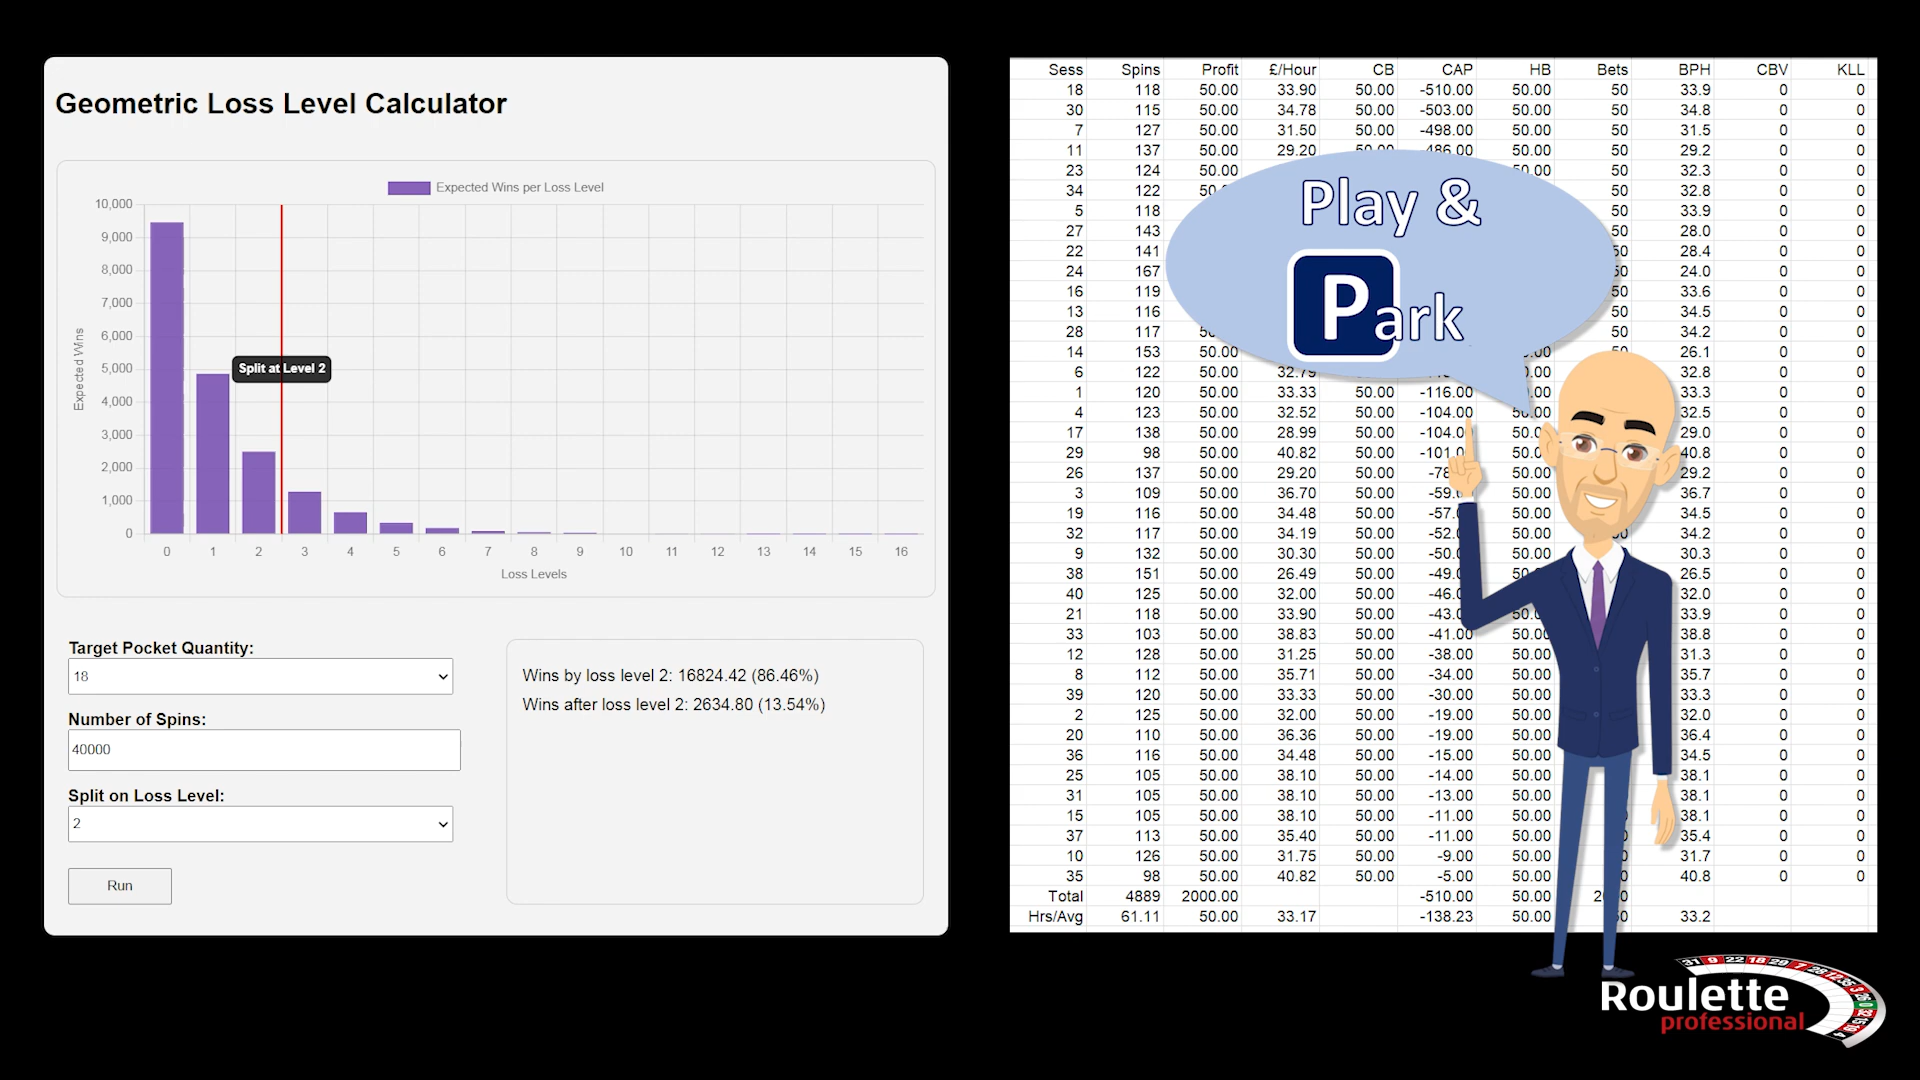 Geometric Loss Level Calculator
Expected Wins per Loss Level
10,000
9,000
8,000
7,000
6,000
5,000
4,000
3,000
2,000
1,000
0
Expected Wins
Split at Level 2
0 1 2 3 4 5 6 7 8 9 10 11 12 13 14 15 16
Loss Levels
Target Pocket Quantity:
18
Number of Spins:
40000
Split on Loss Level:
2
Run
Wins by loss level 2: 16824.42 (86.46%)
Wins after loss level 2: 2634.80 (13.54%)
Sess Spins Profit £/Hour CB CAP HB Bets BPH CBV KLL
18 118 50.00 33.90 50.00 -510.00 50.00 50 33.9 0 0
30 115 50.00 34.78 50.00 -503.00 50.00 50 34.8 0 0
7 127 50.00 31.50 50.00 -498.00 50.00 50 31.5 0 0
11 137 50.00 29.20 50 29.2 0 0
23 124 50.00 50 32.3 0 0
34 122 50 32.8 0 0
5 118 50 33.9 0 0
27 143 50 28.0 0 0
22 141 28.4 0 0
24 167 24.0 0 0
16 119 33.6 0 0
13 116 50 34.5 0 0
28 117 50 34.2 0 0
14 153 50.00 26.1 0 0
6 122 50.00 32.79 50.00 32.8 0 0
1 120 50.00 33.33 50.00 -116.00 33.3 0 0
4 123 50.00 32.52 50.00 -104.00 32.5 0 0
17 138 50.00 28.99 50.00 29.0 0 0
29 98 50.00 40.82 50.00 40.8 0 0
26 137 50.00 29.20 50.00 29.2 0 0
3 109 50.00 36.70 50.00 36.7 0 0
19 116 50.00 34.48 50.00 34.5 0 0
32 117 50.00 34.19 50.00 34.2 0 0
9 132 50.00 30.30 50.00 30.3 0 0
38 151 50.00 26.49 50.00 26.5 0 0
40 125 50.00 32.00 50.00 32.0 0 0
21 118 50.00 33.90 50.00 33.9 0 0
33 103 50.00 38.83 50.00 -41.00 50.00 38.8 0 0
12 128 50.00 31.25 50.00 -38.00 50.00 31.3 0 0
8 112 50.00 35.71 50.00 -34.00 50.00 35.7 0 0
39 120 50.00 33.33 50.00 -30.00 50.00 33.3 0 0
2 125 50.00 32.00 50.00 -19.00 50.00 32.0 0 0
20 110 50.00 36.36 50.00 -19.00 50.00 36.4 0 0
36 116 50.00 34.48 50.00 -15.00 50.00 34.5 0 0
25 105 50.00 38.10 50.00 -14.00 50.00 38.1 0 0
31 105 50.00 38.10 50.00 -13.00 50.00 38.1 0 0
15 105 50.00 38.10 50.00 -11.00 50.00 38.1 0 0
37 113 50.00 35.40 50.00 -11.00 50.00 35.4 0 0
10 126 50.00 31.75 50.00 -9.00 50.00 31.7 0 0
35 98 50.00 40.82 50.00 -5.00 50.00 40.8 0 0
Total 4889 2000.00 -510.00 50.00
Hrs/Avg 61.11 50.00 33.17 -138.23 50.00 33.2
Play &
Park
Roulette
professional